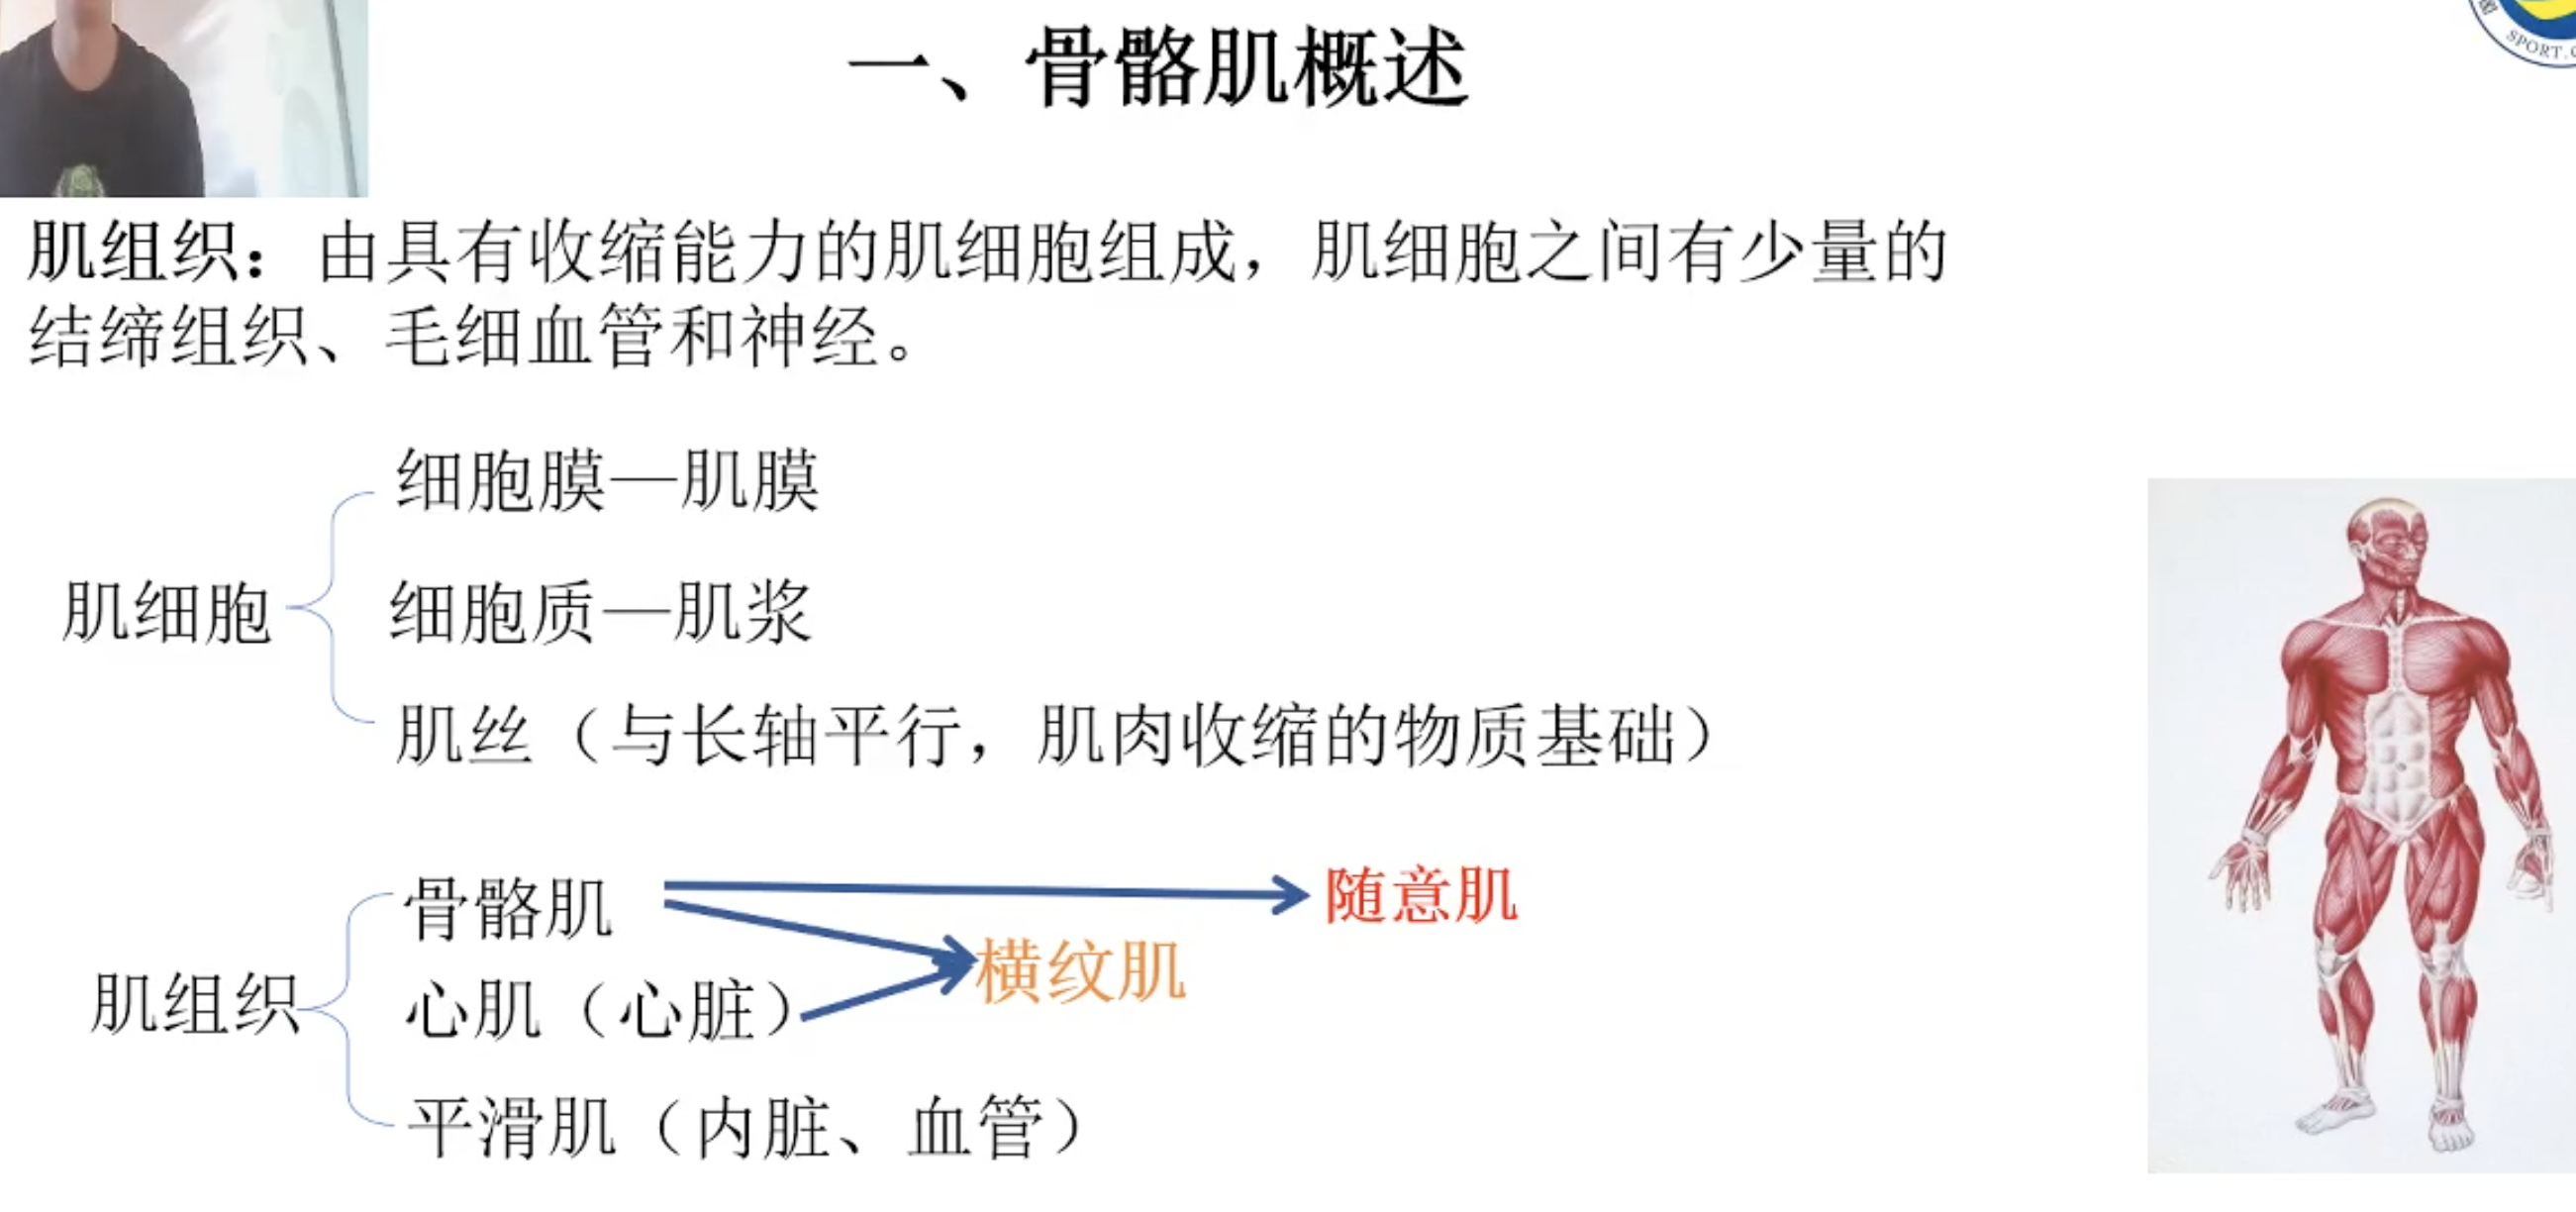 一、骨骼肌概述
SPORT.
肌组织：由具有收缩能力的肌细胞组成，肌细胞之间有少量的
结缔组织、毛细血管和神经。
细胞膜—肌膜
肌细胞
细胞质—肌浆
肌丝（与长轴平行，肌肉收缩的物质基础）
骨骼肌
随意肌
横纹肌
肌组织
心肌（心脏）
平滑肌（内脏、血管）